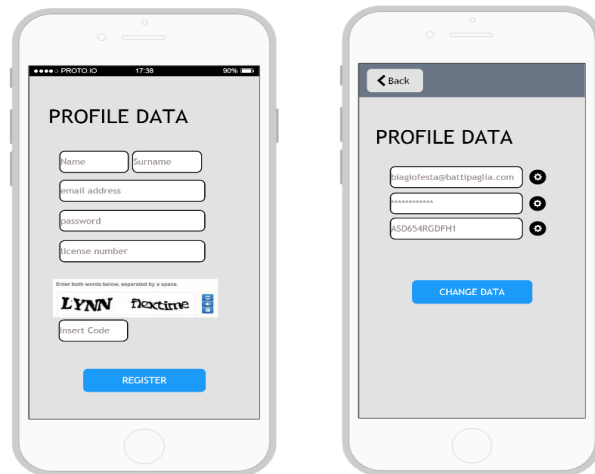 PROTO.IO 17:38 90%
PROFILE DATA
Name Surname
email address
password
license number
Enter both words below, separated by a space.
LYNN flextime
Insert Code
REGISTER
Back
PROFILE DATA
biagiofesta@battipaglia.com
************
ASD654RGDFH1
CHANGE DATA